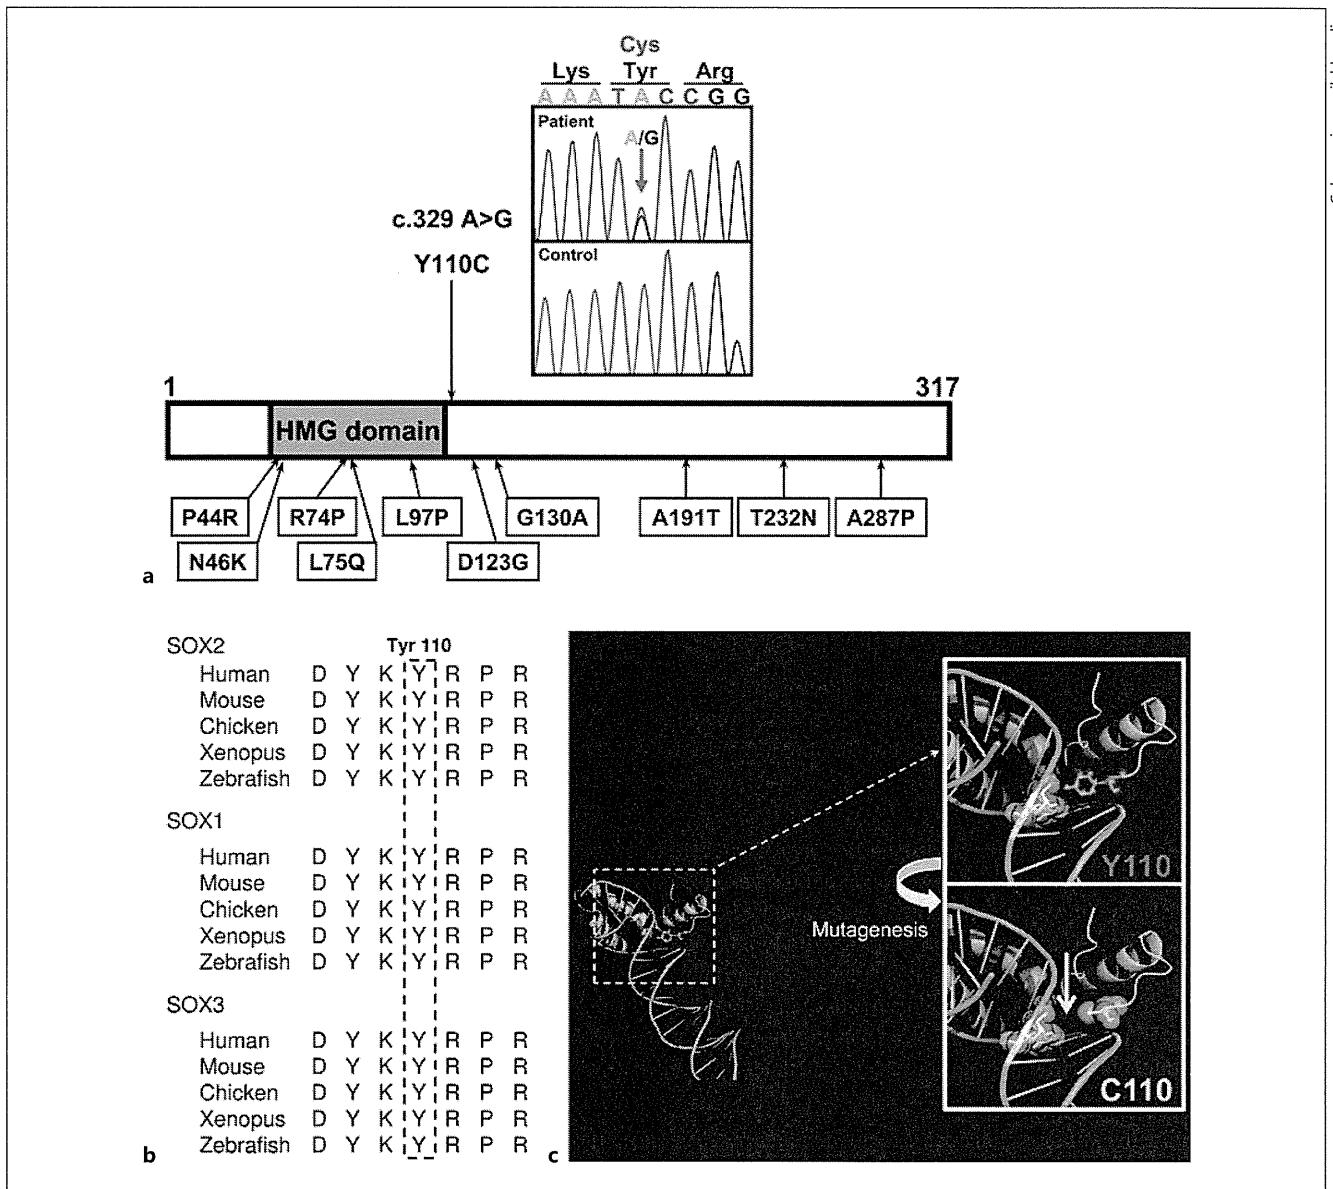 Cys
Lys Tyr Arg
A A A T A C C G G
Patient
A/G
c.329 A>G
Y110C
Control
1 317
HMG domain
P44R R74P L97P G130A A191T T232N A287P
N46K L75Q D123G
a
SOX2 Tyr 110
Human D Y K Y R P R
Mouse D Y K Y R P R
Chicken D Y K Y R P R
Xenopus D Y K Y R P R
Zebrafish D Y K Y R P R
SOX1
Human D Y K Y R P R
Mouse D Y K Y R P R
Chicken D Y K Y R P R
Xenopus D Y K Y R P R
Zebrafish D Y K Y R P R
SOX3
Human D Y K Y R P R
Mouse D Y K Y R P R
Chicken D Y K Y R P R
Xenopus D Y K Y R P R
Zebrafish D Y K Y R P R
b
Y110
Mutagenesis
C110
c